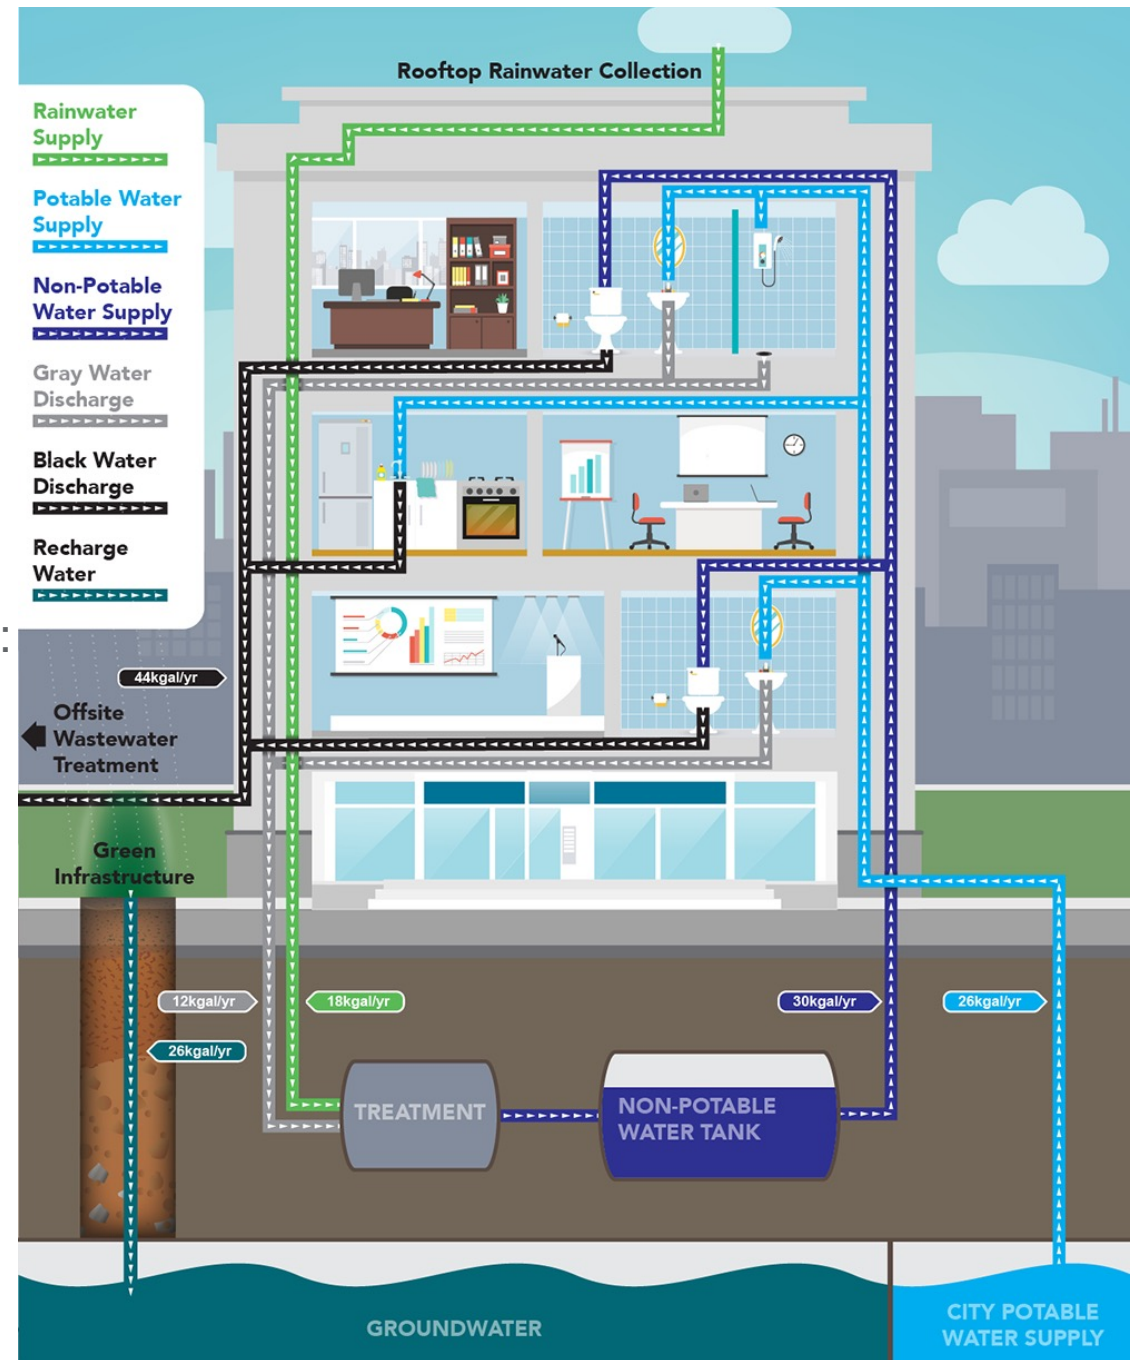 Rooftop Rainwater Collection
Rainwater
Supply
Potable Water
Supply
Non-Potable
Water Supply
Gray Water
Discharge
Black Water
Discharge
Recharge
Water
:
44kgal/yr
Offsite
Wastewater
Treatment
Green
Infrastructure
12kgal/yr
18kgal/yr
30kgal/yr
26kgal/yr
26kgal/yr
TREATMENT
NON-POTABLE
WATER TANK
GROUNDWATER
CITY POTABLE
WATER SUPPLY